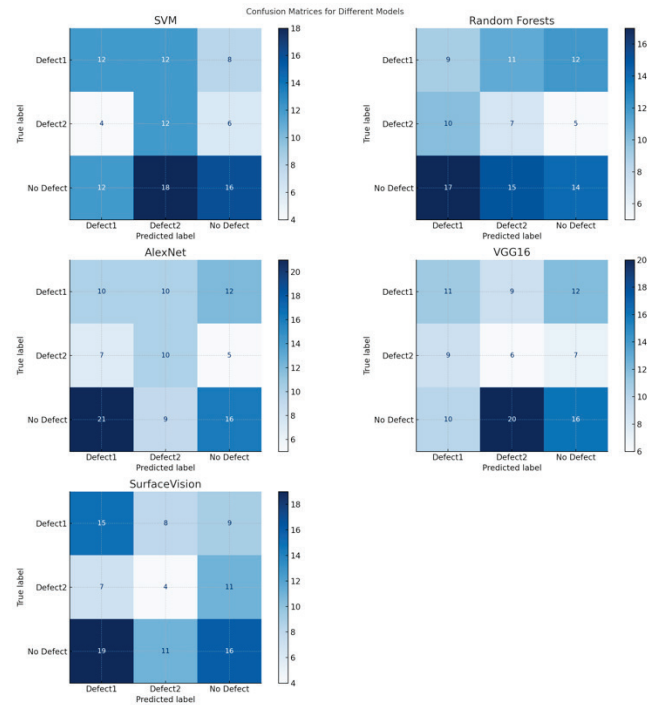 Confusion Matrices for Different Models
SVM
True label
Defect1 12 12 8
Defect2 4 12 6
No Defect 12 18 16
Defect1 Defect2 No Defect
Predicted label
18
16
14
12
10
8
6
4
Random Forests
True label
Defect1 9 11 12
Defect2 10 7 5
No Defect 17 15 14
Defect1 Defect2 No Defect
Predicted label
16
14
12
10
8
6
AlexNet
True label
Defect1 10 10 12
Defect2 7 10 5
No Defect 21 9 16
Defect1 Defect2 No Defect
Predicted label
20
18
16
14
12
10
8
6
VGG16
True label
Defect1 11 9 12
Defect2 9 6 7
No Defect 10 20 16
Defect1 Defect2 No Defect
Predicted label
20
18
16
14
12
10
8
6
SurfaceVision
True label
Defect1 15 8 9
Defect2 7 4 11
No Defect 19 11 16
Defect1 Defect2 No Defect
Predicted label
18
16
14
12
10
8
6
4